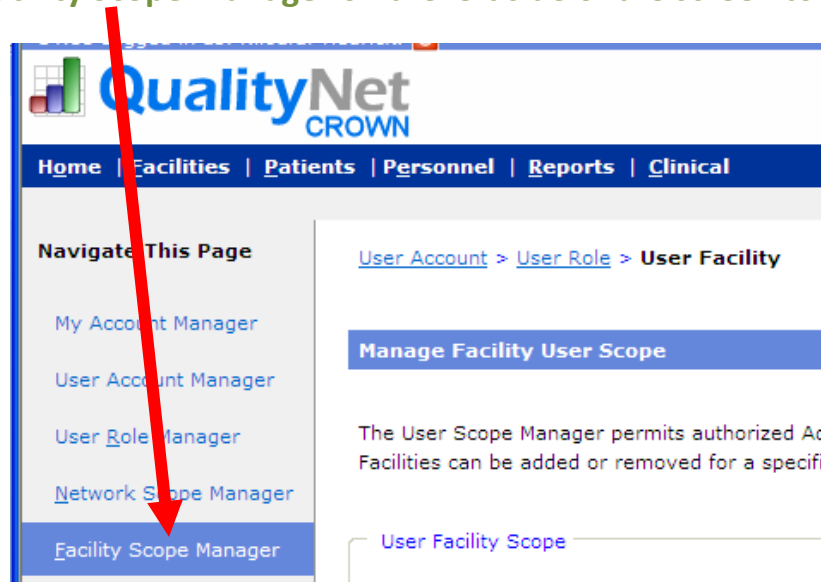 Scope Manager
QualityNet
CROWN
Home | Facilities | Patients | Personnel | Reports | Clinical
Navigate This Page
User Account > User Role > User Facility
My Account Manager
Manage Facility User Scope
User Account Manager
User Role Manager
The User Scope Manager permits authorized
Facilities can be added or removed for a
Network Scope Manager
Facility Scope Manager
User Facility Scope